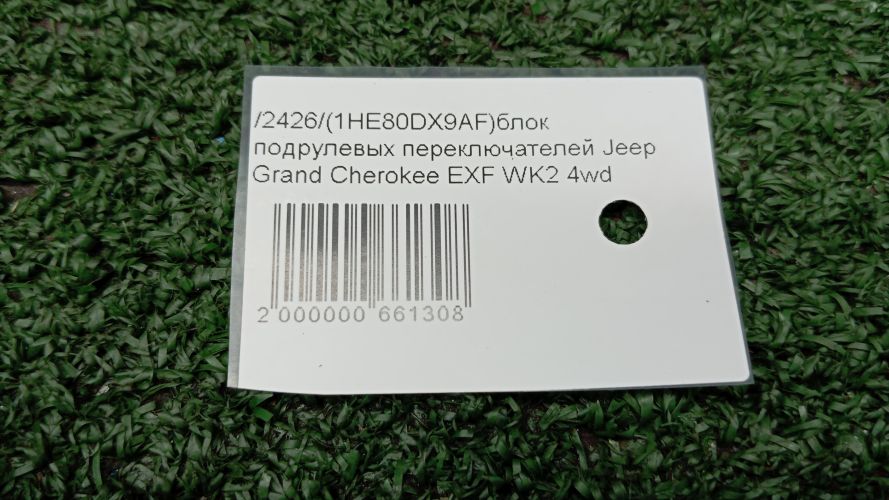 /2426/(1HE80DX9AF)блок
подрулевых переключателей Jeep
Grand Cherokee EXF WK2 4wd
2 000000 661308